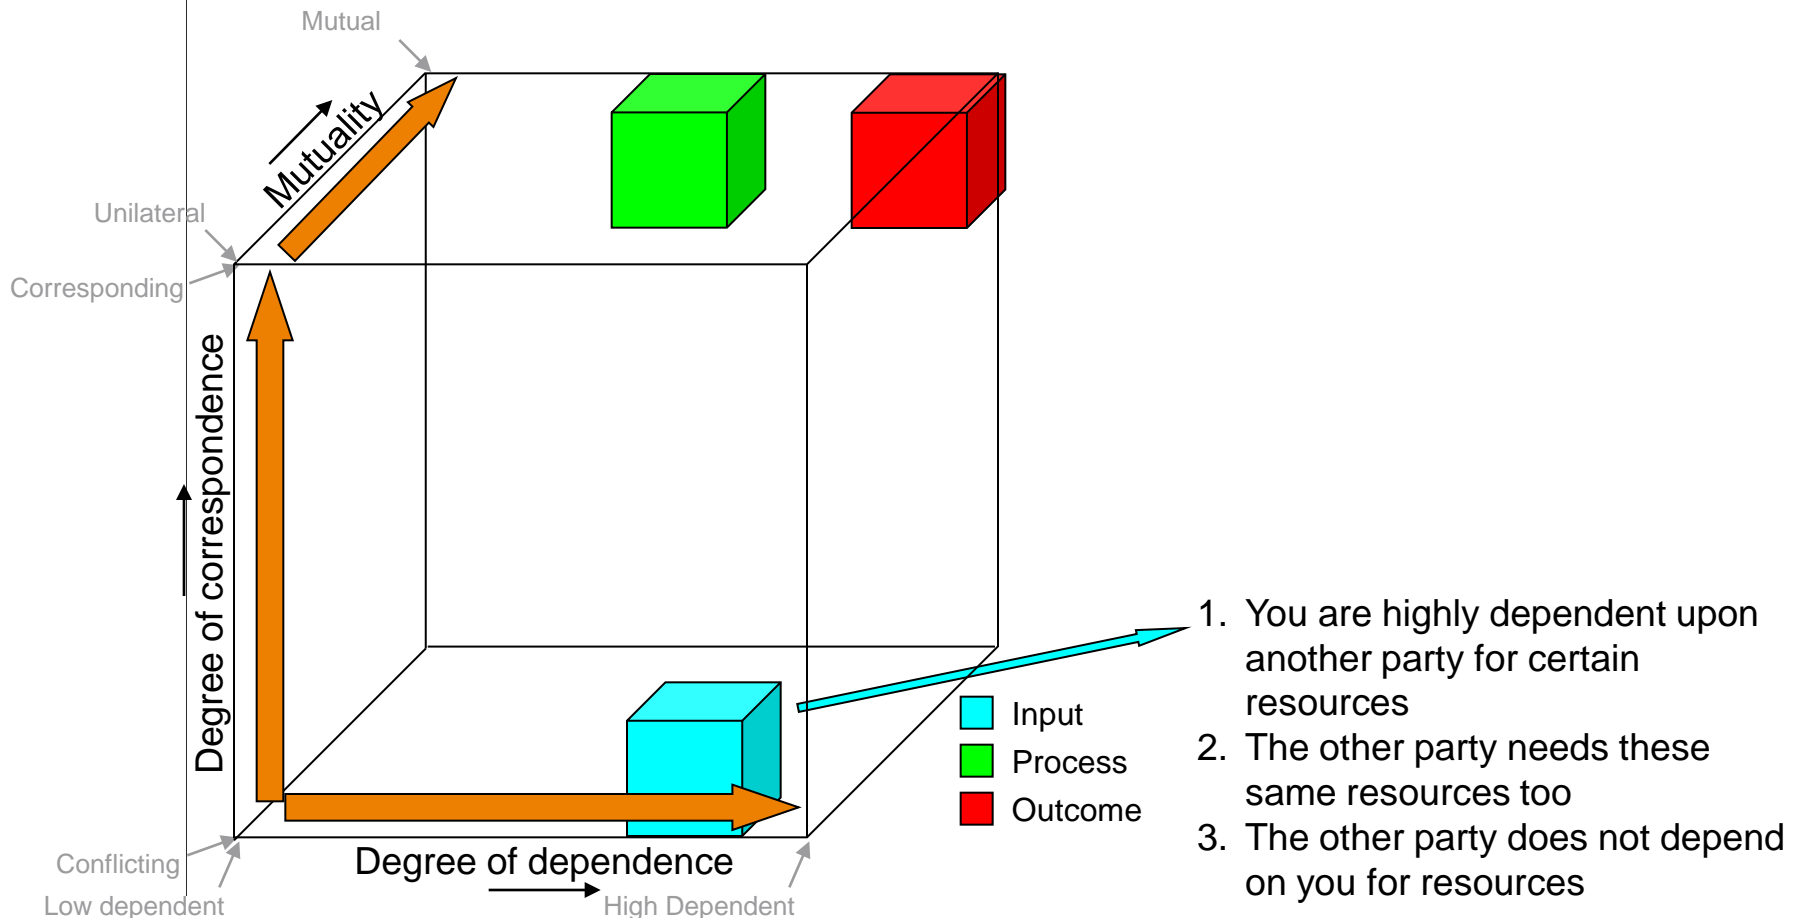 Mutual
Mutuality
Unilateral
Corresponding
Degree of correspondence
Conflicting
Low dependent
Degree of dependence
High Dependent
Input
Process
Outcome
1. You are highly dependent upon
another party for certain
resources
2. The other party needs these
same resources too
3. The other party does not depend
on you for resources